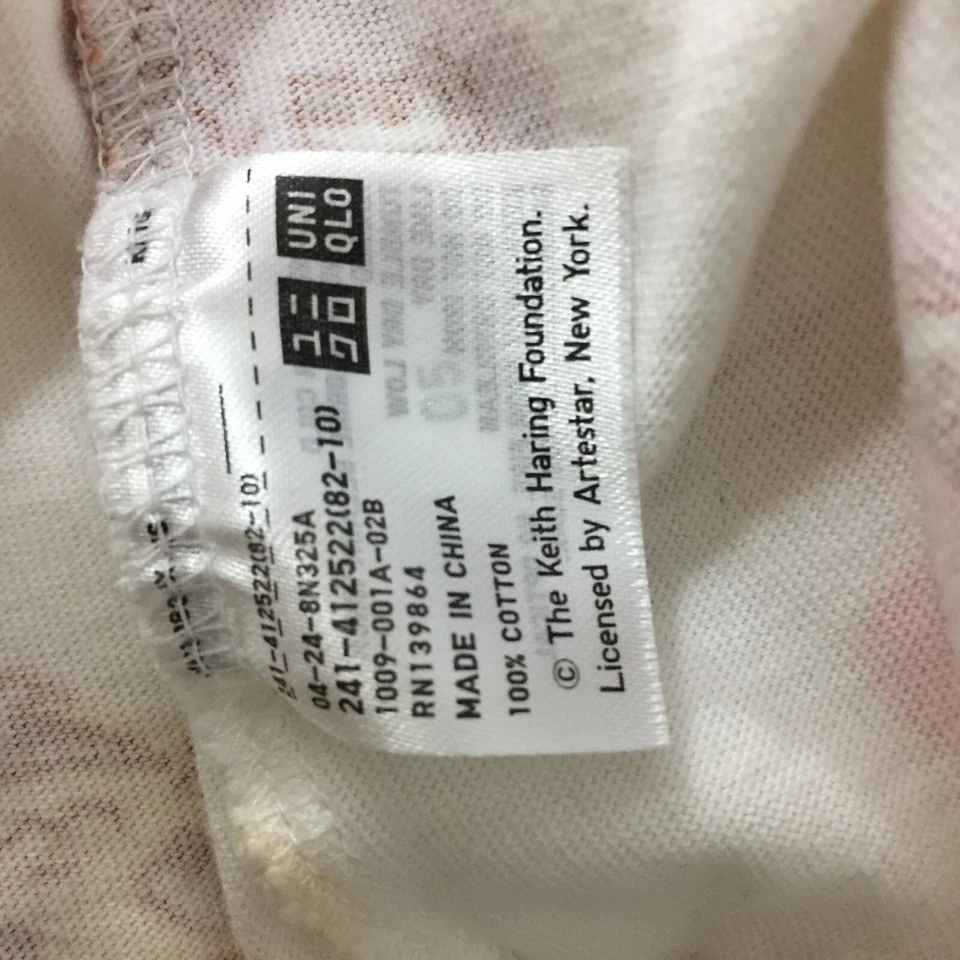 ユニ
クロ
UNI
QLO
241-412522(82-10)
04-24-8N325A
241-412522(82-10)
1009-001A-02B
RN139864
MADE IN CHINA
100% COTTON
© The Keith Haring Foundation.
Licensed by Artestar, New York.